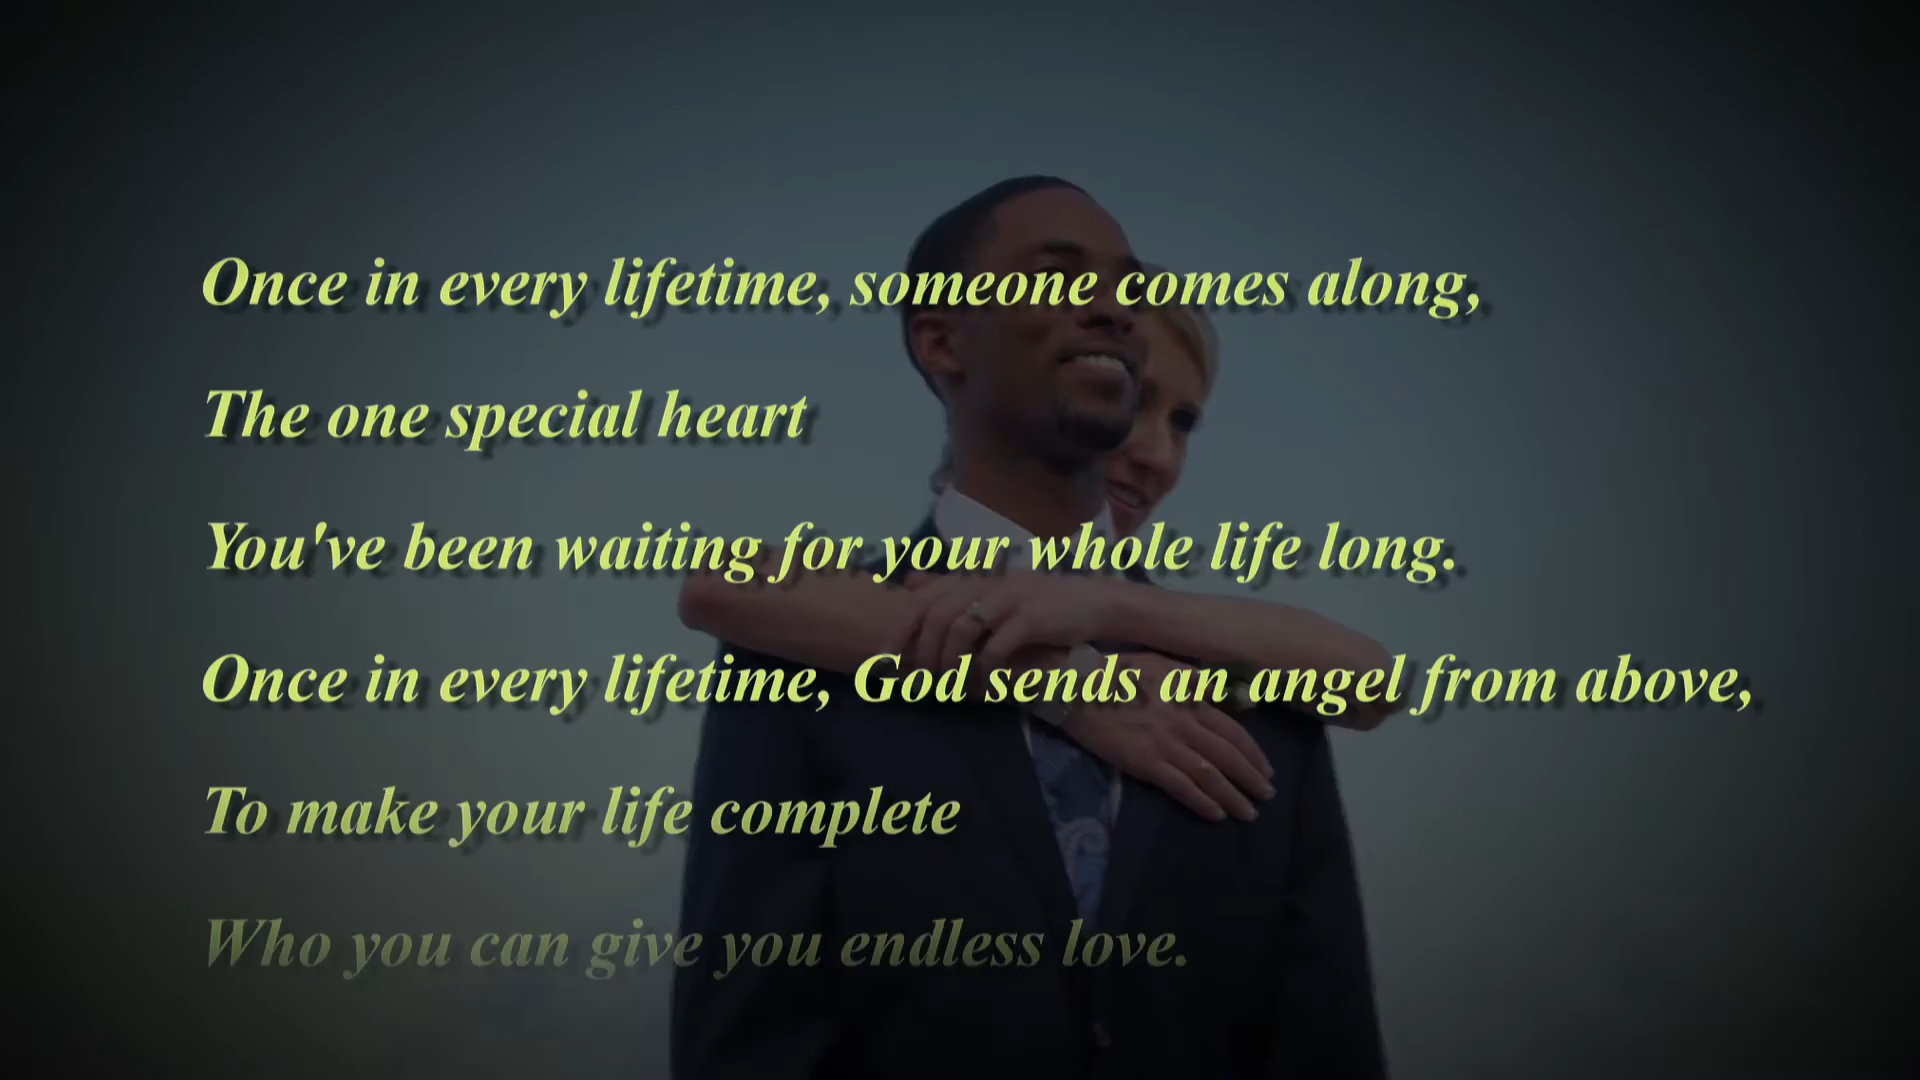 Once in every lifetime, someone comes along,
The one special heart
You've been waiting for your whole life long.
Once in every lifetime, God sends an angel from above,
To make your life complete
Who you can give you endless love.